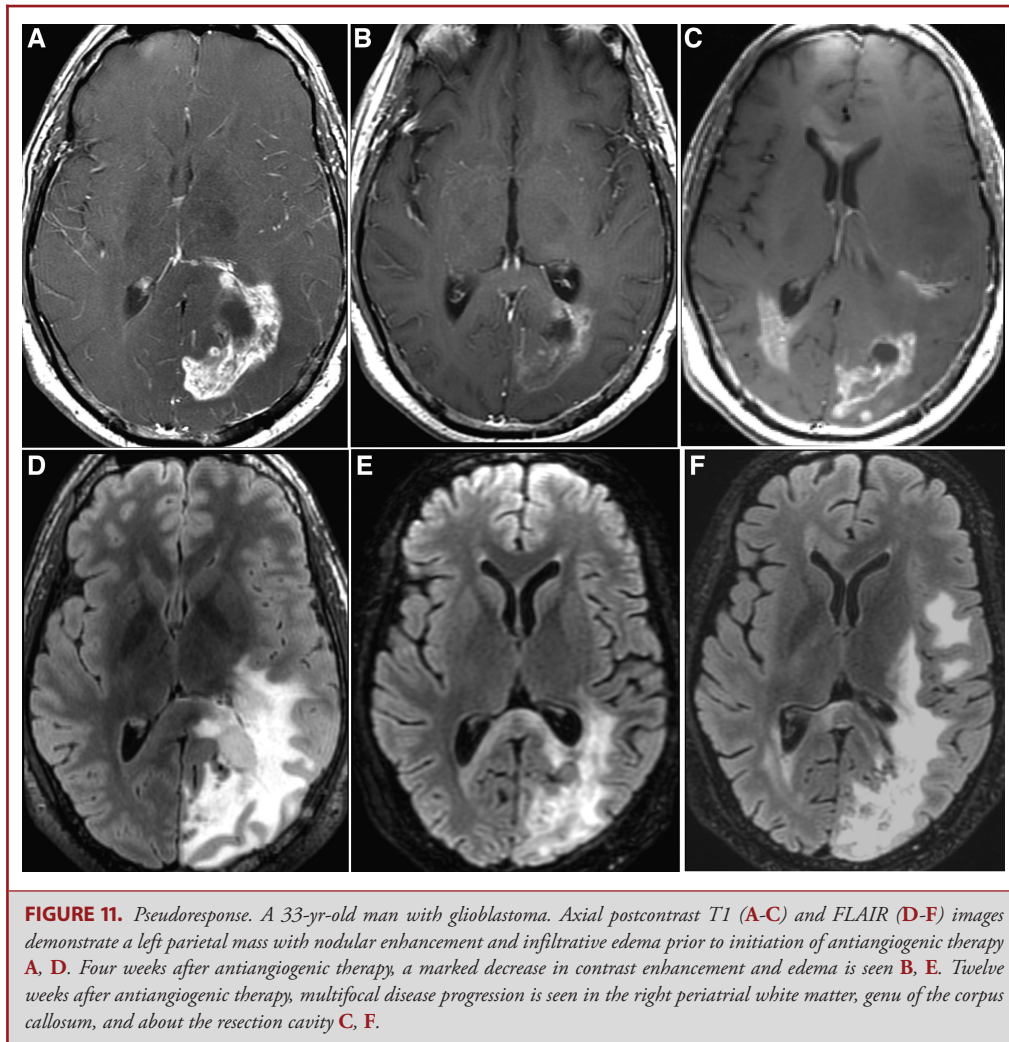 A
B
C
D
E
F
FIGURE 11. Pseudoresponse. A 33-yr-old man with glioblastoma. Axial postcontrast T1 (A-C) and FLAIR (D-F) images
demonstrate a left parietal mass with nodular enhancement and infiltrative edema prior to initiation of antiangiogenic therapy
A, D. Four weeks after antiangiogenic therapy, a marked decrease in contrast enhancement and edema is seen B, E. Twelve
weeks after antiangiogenic therapy, multifocal disease progression is seen in the right periatrial white matter, genu of the corpus
callosum, and about the resection cavity C, F.